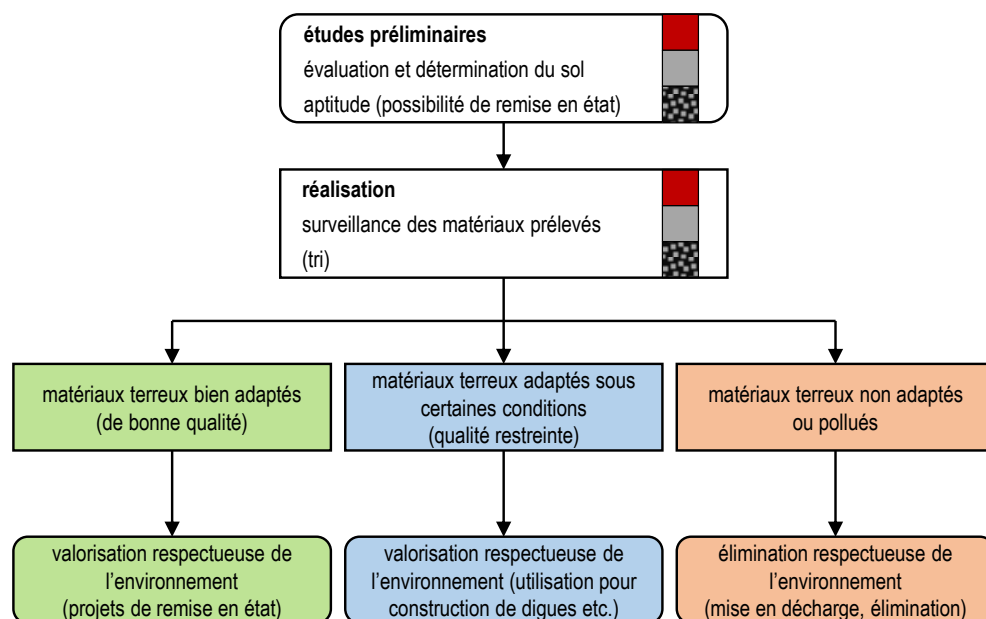 études préliminaires
évaluation et détermination du sol
aptitude (possibilité de remise en état)
réalisation
surveillance des matériaux prélevés
(tri)
matériaux terreux bien adaptés
(de bonne qualité)
matériaux terreux adaptés sous
certaines conditions
(qualité restreinte)
matériaux terreux non adaptés
ou pollués
valorisation respectueuse de
l’environnement
(projets de remise en état)
valorisation respectueuse de
l’environnement (utilisation pour
construction de digues etc.)
élimination respectueuse de
l’environnement
(mise en décharge, élimination)